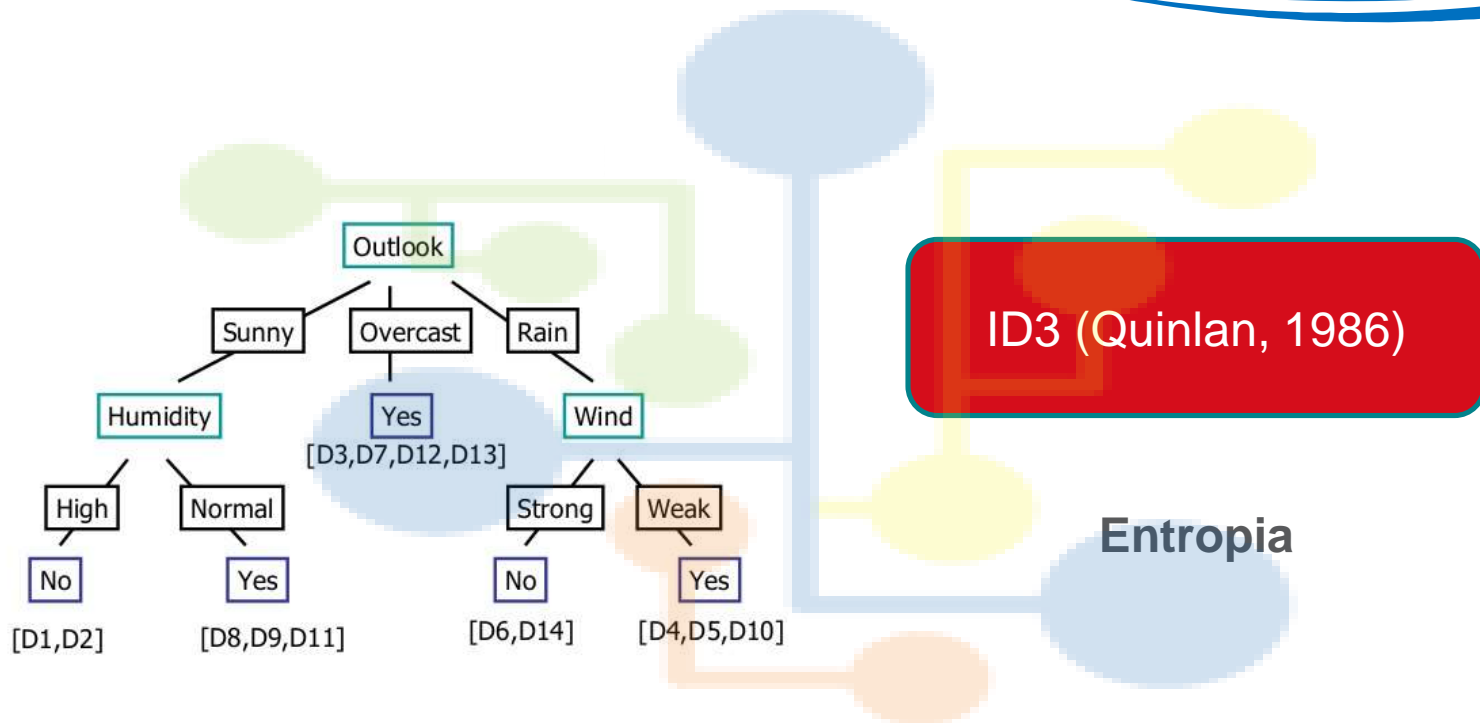 Outlook
Sunny Overcast Rain
ID3 (Quinlan, 1986)
Humidity Yes Wind
[D3,D7,D12,D13]
High Normal Strong Weak
Entropia
No Yes No Yes
[D1,D2] [D8,D9,D11] [D6,D14] [D4,D5,D10]